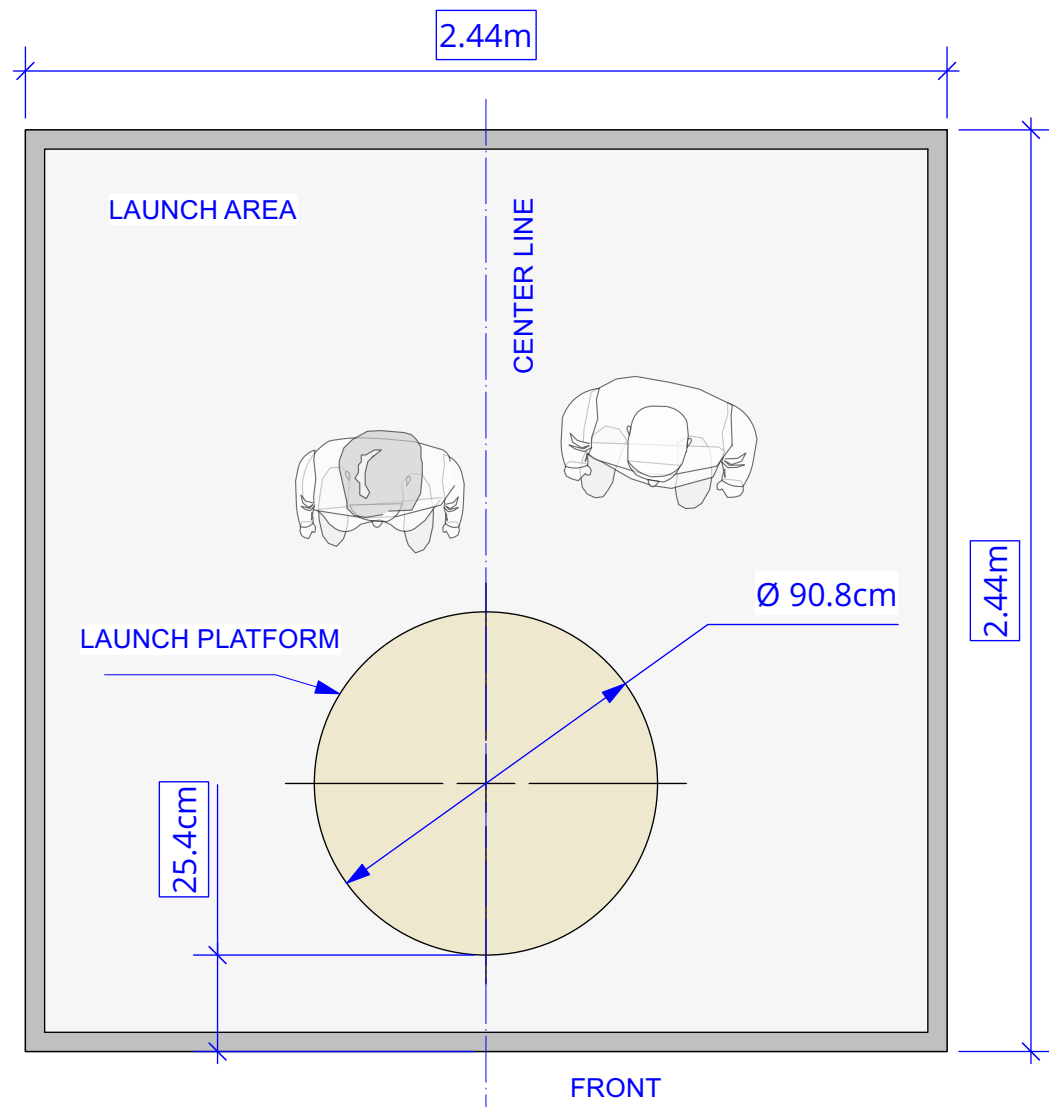 2.44m
LAUNCH AREA
CENTER LINE
2.44m
Ø 90.8cm
LAUNCH PLATFORM
25.4cm
FRONT